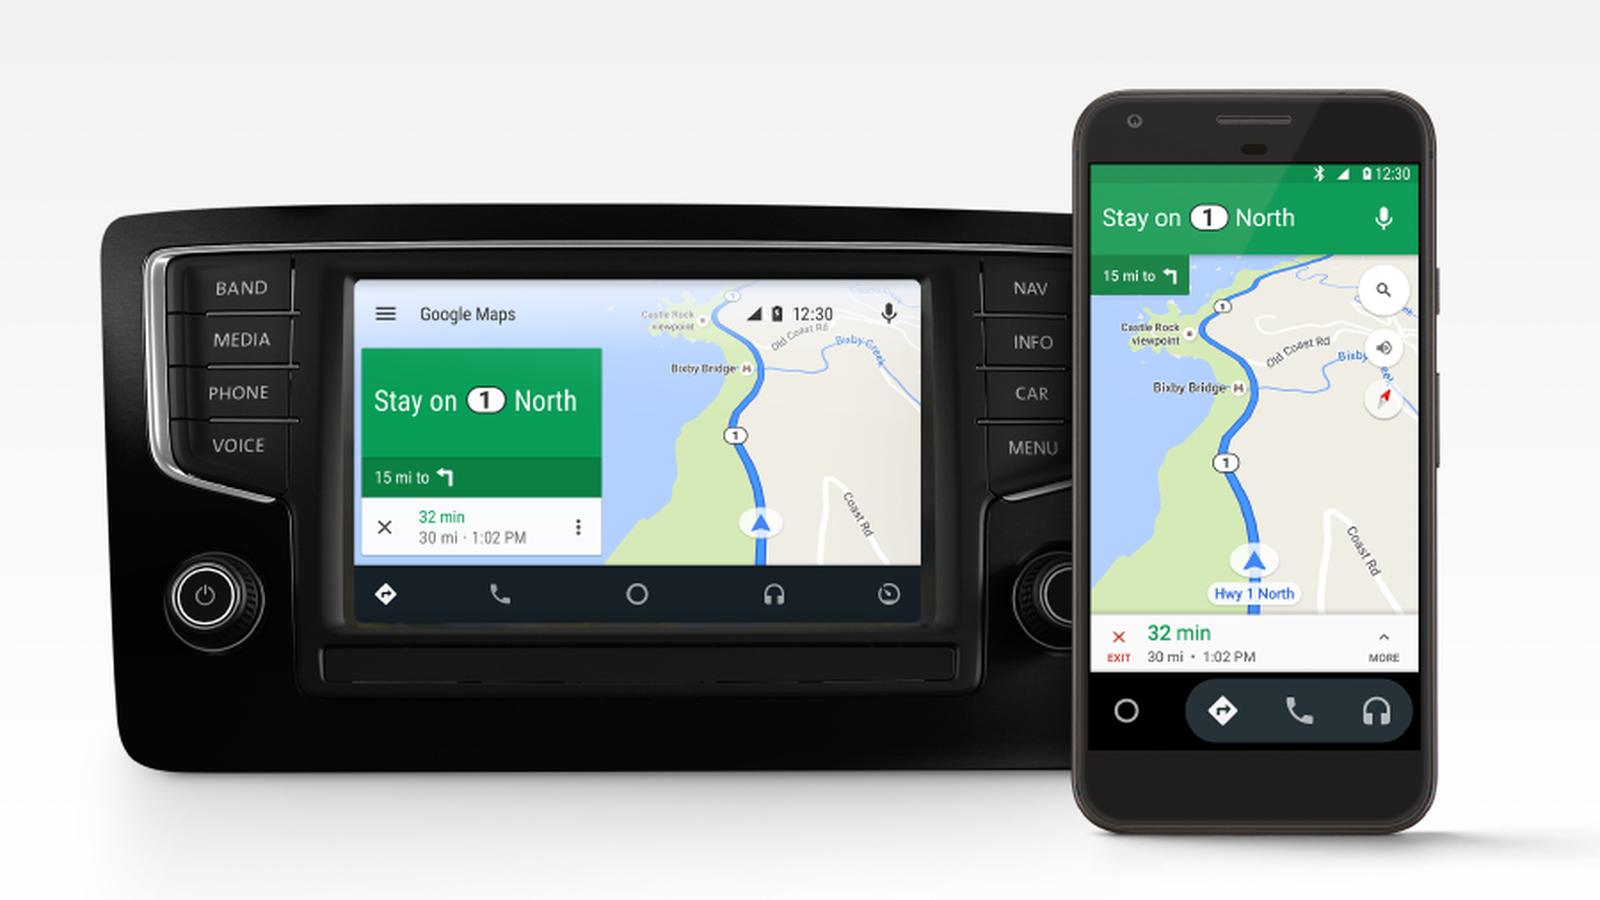 BAND
MEDIA
PHONE
VOICE
Google Maps
12:30
Stay on 1 North
15 mi to
32 min
30 mi · 1:02 PM
1
Castle Rock
viewpoint
Old Coast Rd
Bixby Creek
Bixby Bridge
1
Coast Rd
NAV
INFO
CAR
MENU
12:30
Stay on 1 North
15 mi to
1
Castle Rock
viewpoint
Old Coast Rd
Bixby
Bixby Bridge
1
Coast Rd
Hwy 1 North
32 min
EXIT
30 mi • 1:02 PM
MORE